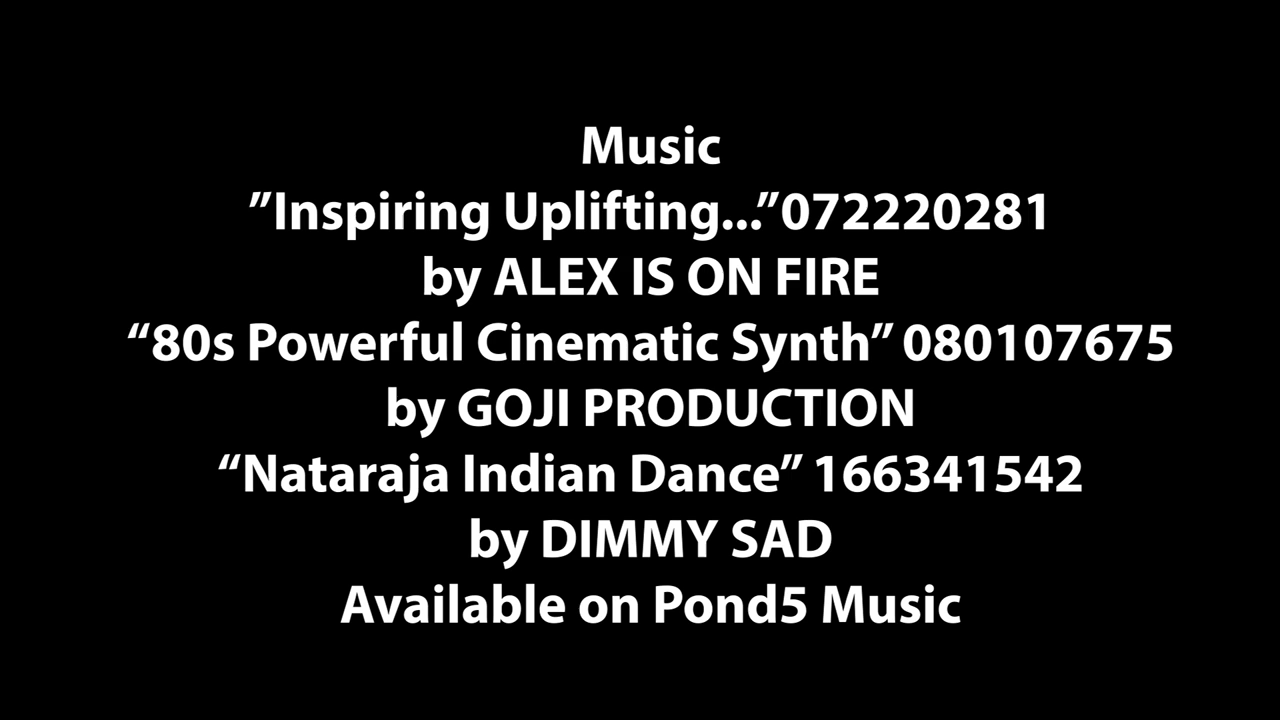 Music
”Inspiring Uplifting...”072220281
by ALEX IS ON FIRE
“80s Powerful Cinematic Synth” 080107675
by GOJI PRODUCTION
“Nataraja Indian Dance” 166341542
by DIMMY SAD
Available on Pond5 Music